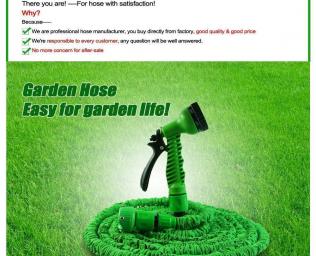 There you are! ----For hose with satisfaction!
Why?
Because----
We are professional hose manufacturer, you buy directly from factory, good quality & good price
We're responsible to every customer, any question will be well answered.
No more concern for after-sale
Garden Hose
Easy for garden life!